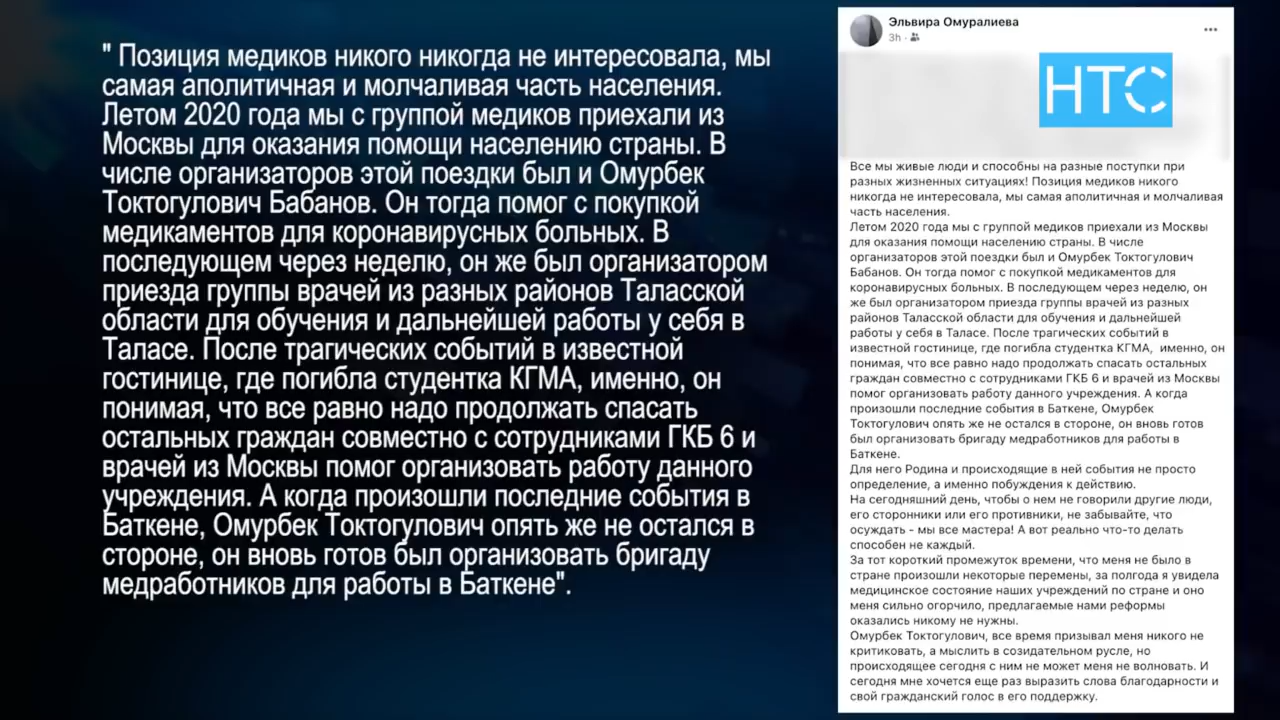 " Позиция медиков никого никогда не интересовала, мы
самая аполитичная и молчаливая часть населения.
Летом 2020 года мы с группой медиков приехали из
Москвы для оказания помощи населению страны. В
числе организаторов этой поездки был и Омурбек
Токтогулович Бабанов. Он тогда помог с покупкой
медикаментов для коронавирусных больных. В
последующем через неделю, он же был организатором
приезда группы врачей из разных районов Таласской
области для обучения и дальнейшей работы у себя в
Таласе. После трагических событий в известной
гостинице, где погибла студентка КГМА, именно, он
понимая, что все равно надо продолжать спасать
остальных граждан совместно с сотрудниками ГКБ 6 и
врачей из Москвы помог организовать работу данного
учреждения. А когда произошли последние события в
Баткене, Омурбек Токтогулович опять же не остался в
стороне, он вновь готов был организовать бригаду
медработников для работы в Баткене".
Эльвира Омуралиева
3h ·
НТС
Все мы живые люди и способны на разные поступки при
разных жизненных ситуациях! Позиция медиков никого
никогда не интересовала, мы самая аполитичная и молчаливая
часть населения.
Летом 2020 года мы с группой медиков приехали из Москвы
для оказания помощи населению страны. В числе
организаторов этой поездки был и Омурбек Токтогулович
Бабанов. Он тогда помог с покупкой медикаментов для
коронавирусных больных. В последующем через неделю, он
же был организатором приезда группы врачей из разных
районов Таласской области для обучения и дальнейшей
работы у себя в Таласе. После трагических событий в
известной гостинице, где погибла студентка КГМА, именно, он
понимая, что все равно надо продолжать спасать остальных
граждан совместно с сотрудниками ГКБ 6 и врачей из Москвы
помог организовать работу данного учреждения. А когда
произошли последние события в Баткене, Омурбек
Токтогулович опять же не остался в стороне, он вновь готов
был организовать бригаду медработников для работы в
Баткене.
Для него Родина и происходящие в ней события не просто
определение, а именно побуждения к действию.
На сегодняшний день, чтобы о нем не говорили другие люди,
его сторонники или его противники, не забывайте, что
осуждать - мы все мастера! А вот реально что-то делать
способен не каждый.
За тот короткий промежуток времени, что меня не было в
стране произошли некоторые перемены, за полгода я увидела
медицинское состояние наших учреждений по стране и оно
меня сильно огорчило, предлагаемые нами реформы
оказались никому не нужны.
Омурбек Токтогулович, все время призывал меня никого не
критиковать, а мыслить в созидательном русле, но
происходящее сегодня с ним не может меня не волновать. И
сегодня мне хочется еще раз выразить слова благодарности и
свой гражданский голос в его поддержку.